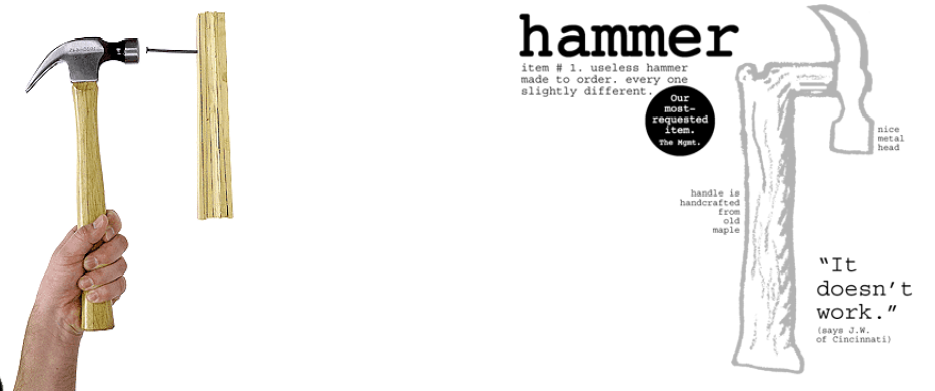 hammer
item # 1. useless hammer
made to order. every one
slightly different.
Our
most-
requested
item.
The Mgmt.
nice
metal
head
handle is
handcrafted
from
old
maple
“It
doesn’t
work.”
(says J.W.
of Cincinnati)